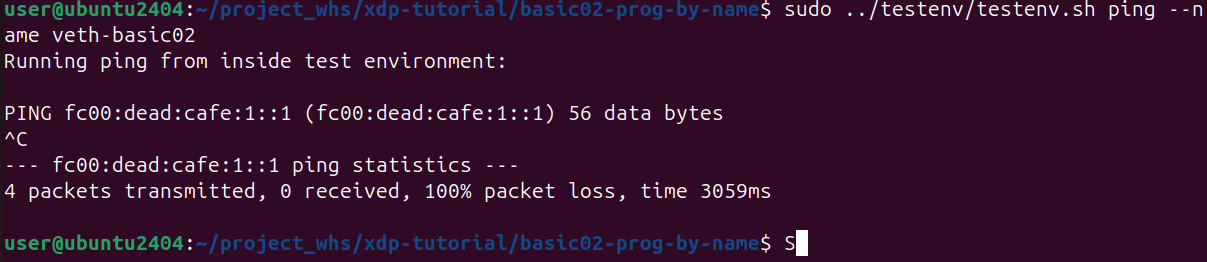 user@ubuntu2404:~/project_whs/xdp-tutorial/basic02-prog-by-name$ sudo ../testenv/testenv.sh ping --n
ame veth-basic02
Running ping from inside test environment:
PING fc00:dead:cafe:1::1 (fc00:dead:cafe:1::1) 56 data bytes
^C
--- fc00:dead:cafe:1::1 ping statistics ---
4 packets transmitted, 0 received, 100% packet loss, time 3059ms
user@ubuntu2404:~/project_whs/xdp-tutorial/basic02-prog-by-name$ S